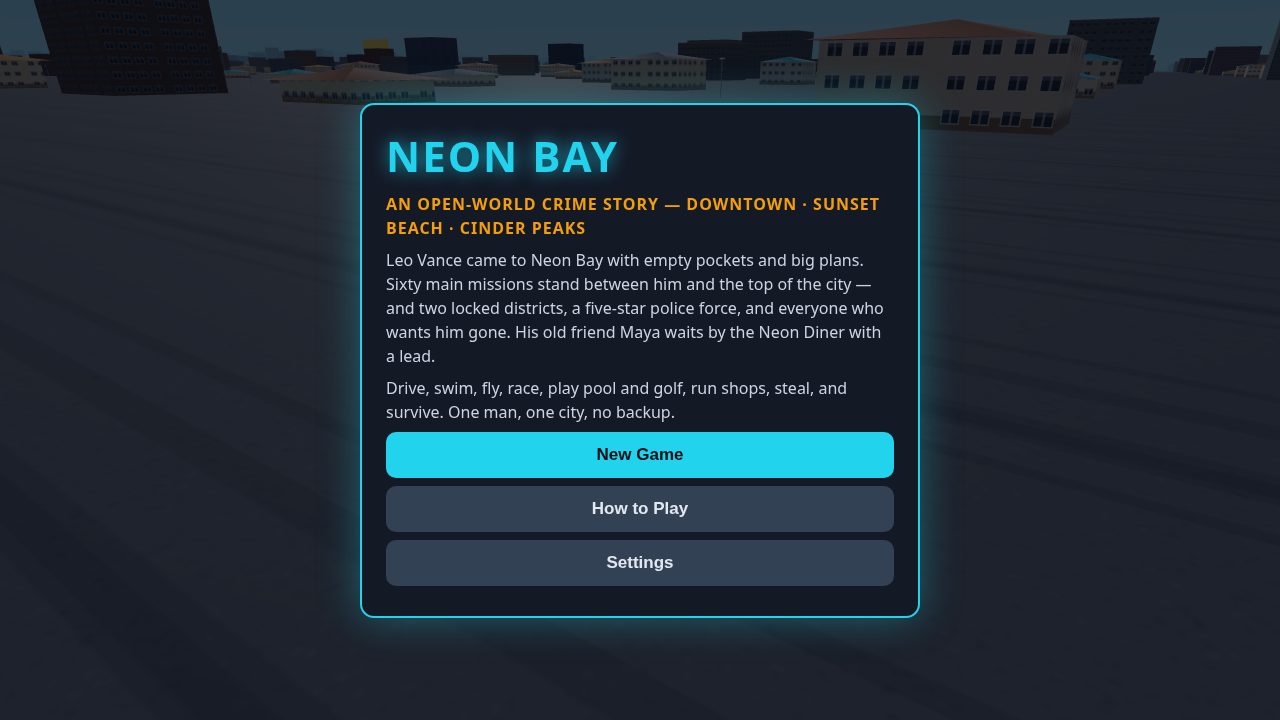 NEON BAY
AN OPEN-WORLD CRIME STORY — DOWNTOWN · SUNSET
BEACH · CINDER PEAKS
Leo Vance came to Neon Bay with empty pockets and big plans.
Sixty main missions stand between him and the top of the city —
and two locked districts, a five-star police force, and everyone who
wants him gone. His old friend Maya waits by the Neon Diner with
a lead.
Drive, swim, fly, race, play pool and golf, run shops, steal, and
survive. One man, one city, no backup.
New Game
How to Play
Settings